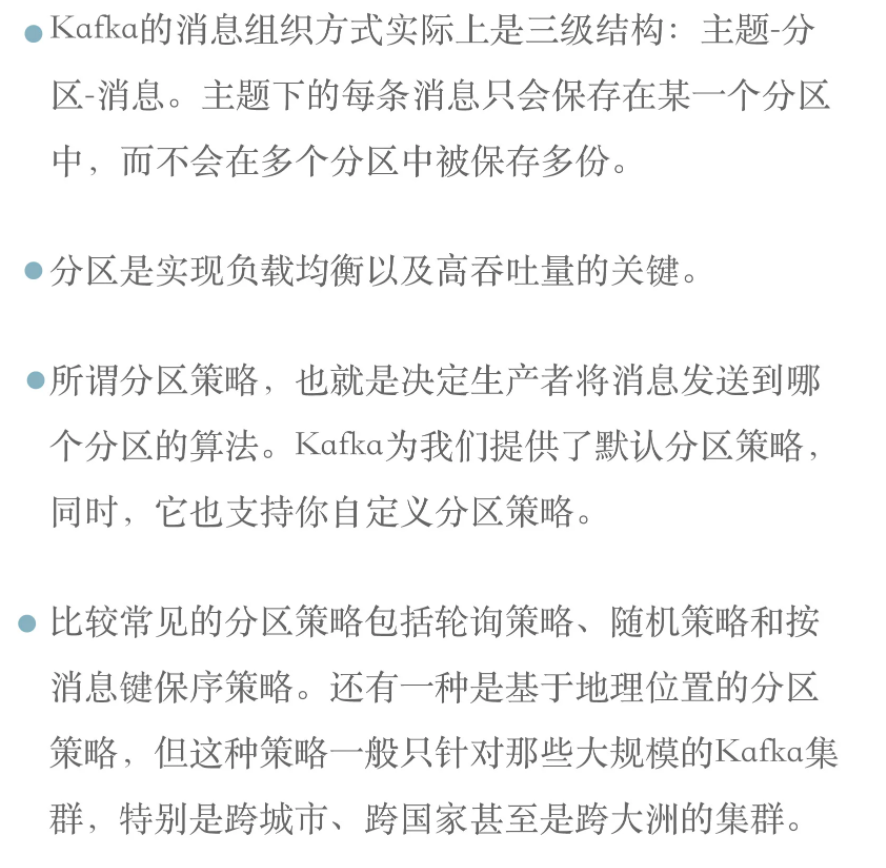 ● Kafka的消息组织方式实际上是三级结构：主题-分
区-消息。主题下的每条消息只会保存在某一个分区
中，而不会在多个分区中被保存多份。
● 分区是实现负载均衡以及高吞吐量的关键。
● 所谓分区策略，也就是决定生产者将消息发送到哪
个分区的算法。Kafka为我们提供了默认分区策略，
同时，它也支持你自定义分区策略。
● 比较常见的分区策略包括轮询策略、随机策略和按
消息键保序策略。还有一种是基于地理位置的分区
策略，但这种策略一般只针对那些大规模的Kafka集
群，特别是跨城市、跨国家甚至是跨大洲的集群。